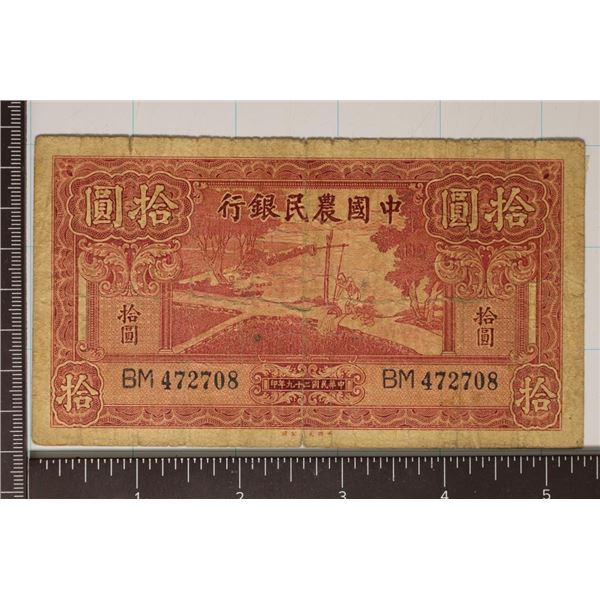 行銀民農國中
圓拾
拾圓
拾圓
拾圓
BM 472708
印年九十二國民華中
BM 472708
拾
拾
1 2 3 4 5